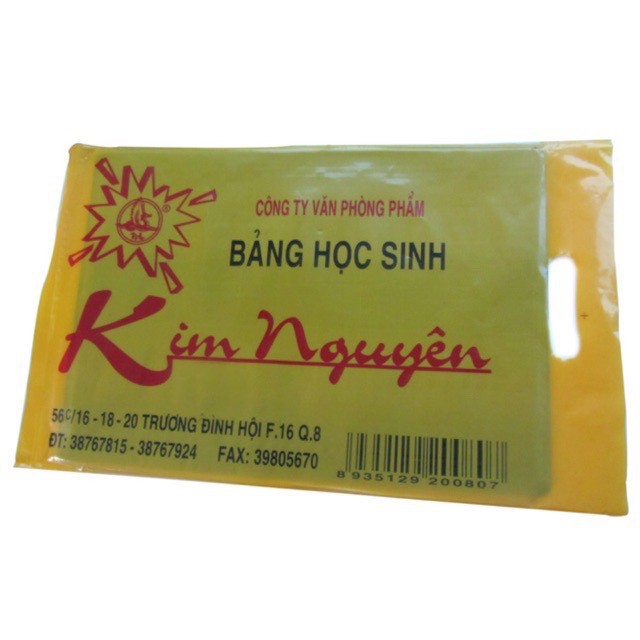 CÔNG TY VĂN PHÒNG PHẨM
BẢNG HỌC SINH
Kim Nguyên
56c/16 - 18 - 20 TRƯƠNG ĐÌNH HỘI F.16 Q.8
ĐT: 38767815 - 38767924 FAX: 39805670
8 935129 200807